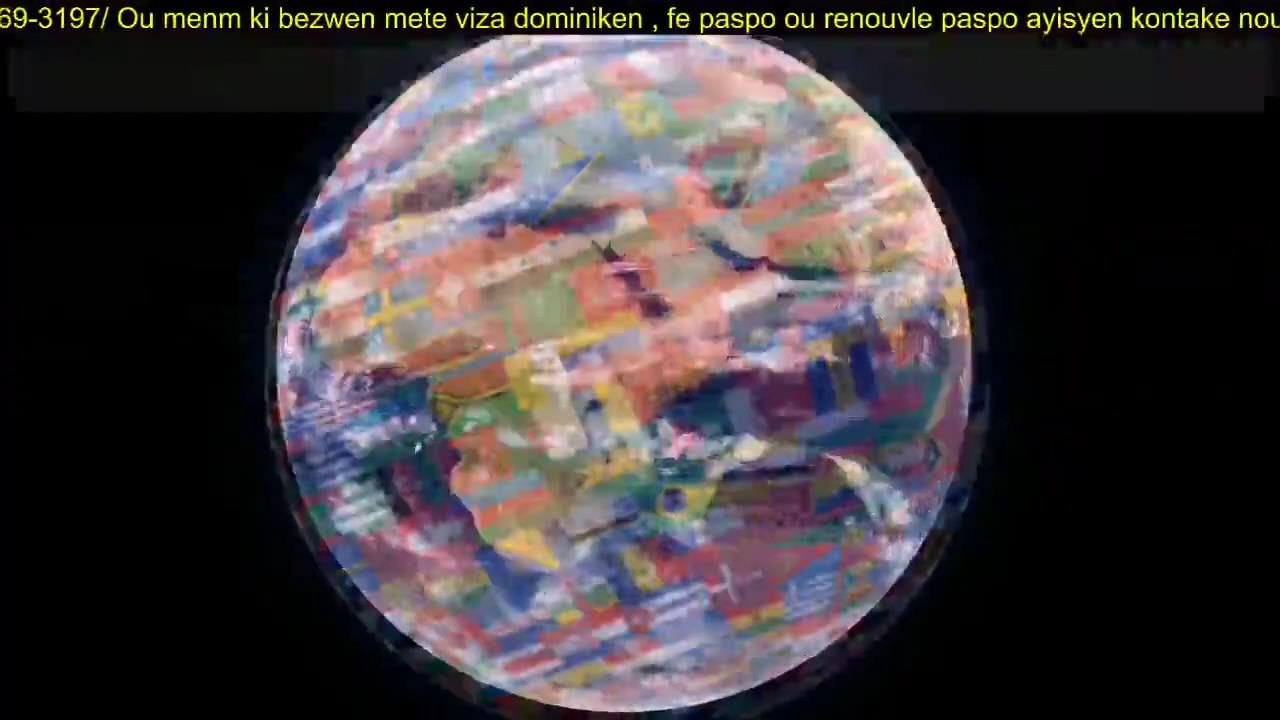 69-3197/ Ou menm ki bezwen mete viza dominiken , fe paspo ou renouvle paspo ayisyen kontake nou